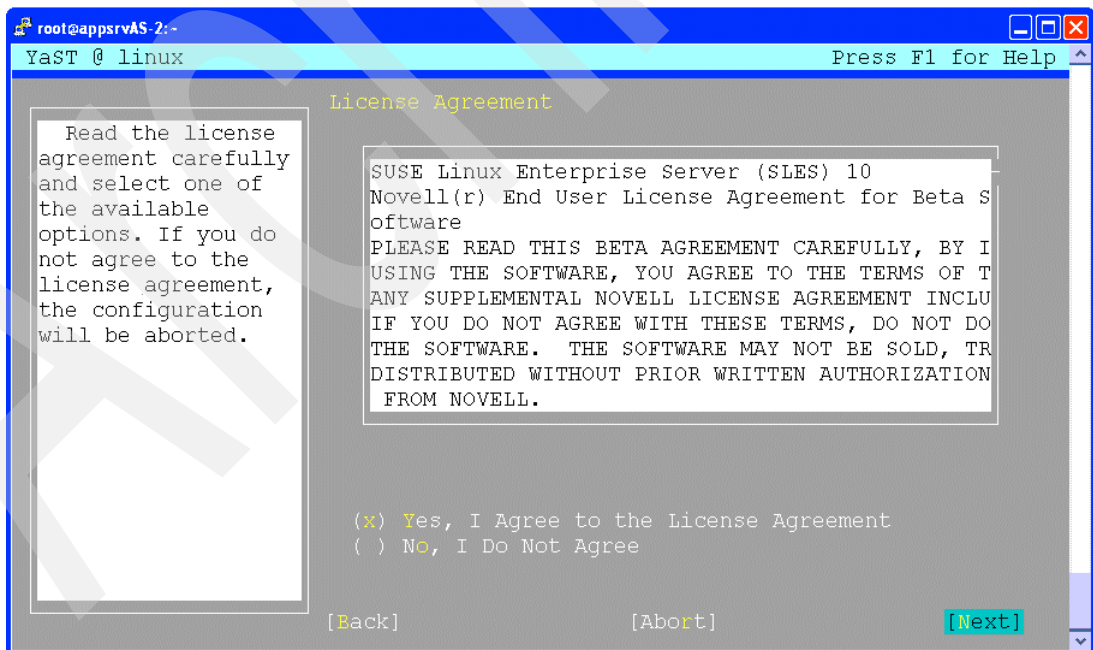 root@appsrvAS-2:~
YaST @ linux Press F1 for Help
License Agreement
Read the license
agreement carefully
and select one of
the available
options. If you do
not agree to the
license agreement,
the configuration
will be aborted.
SUSE Linux Enterprise Server (SLES) 10
Novell(r) End User License Agreement for Beta S
oftware
PLEASE READ THIS BETA AGREEMENT CAREFULLY, BY I
USING THE SOFTWARE, YOU AGREE TO THE TERMS OF T
ANY SUPPLEMENTAL NOVELL LICENSE AGREEMENT INCLU
IF YOU DO NOT AGREE WITH THESE TERMS, DO NOT DO
THE SOFTWARE.  THE SOFTWARE MAY NOT BE SOLD, TR
DISTRIBUTED WITHOUT PRIOR WRITTEN AUTHORIZATION
FROM NOVELL.
(x) Yes, I Agree to the License Agreement
( ) No, I Do Not Agree
[Back] [Abort] [Next]